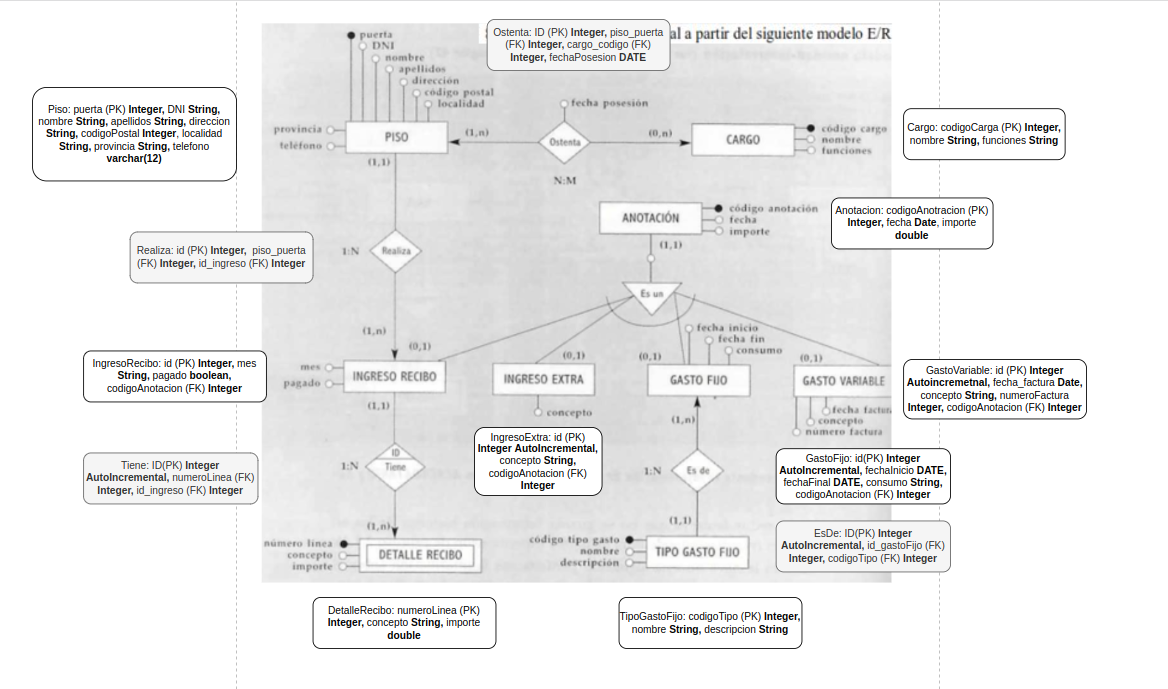 Ostenta: ID (PK) Integer, piso_puerta
(FK) Integer, cargo_codigo (FK)
Integer, fechaPosesion DATE
al a partir del siguiente modelo E/R
puerta
DNI
nombre
apellidos
dirección
código postal
localidad
provincia
teléfono
PISO
(1,n)
fecha posesión
Ostenta
(0,n)
N:M
CARGO
código cargo
nombre
funciones
Piso: puerta (PK) Integer, DNI String,
nombre String, apellidos String, direccion
String, codigoPostal Integer, localidad
String, provincia String, telefono
varchar(12)
Cargo: codigoCarga (PK) Integer,
nombre String, funciones String
(1,1)
ANOTACIÓN
código anotación
fecha
importe
(1,1)
Anotacion: codigoAnotracion (PK)
Integer, fecha Date, importe
double
Realiza: id (PK) Integer, piso_puerta
(FK) Integer, id_ingreso (FK) Integer
1:N
Realiza
Es un
(1,n)
(0,1)
mes
pagado
INGRESO RECIBO
(1,1)
(0,1)
INGRESO EXTRA
concepto
fecha inicio
fecha fin
consumo
(0,1)
GASTO FIJO
(1,n)
(0,1)
GASTO VARIABLE
fecha factur
concepto
número factura
IngresoRecibo: id (PK) Integer, mes
String, pagado boolean,
codigoAnotacion (FK) Integer
GastoVariable: id (PK) Integer
Autoincremetnal, fecha_factura Date,
concepto String, numeroFactura
Integer, codigoAnotacion (FK) Integer
IngresoExtra: id (PK)
Integer AutoIncremental,
concepto String,
codigoAnotacion (FK)
Integer
GastoFijo: id(PK) Integer
AutoIncremental, fechaInicio DATE,
fechaFinal DATE, consumo String,
codigoAnotacion (FK) Integer
Tiene: ID(PK) Integer
AutoIncremental, numeroLinea (FK)
Integer, id_ingreso (FK) Integer
1:N
ID
Tiene
(1,n)
1:N
Es de
(1,1)
EsDe: ID(PK) Integer
AutoIncremental, id_gastoFijo (FK)
Integer, codigoTipo (FK) Integer
número línea
concepto
importe
DETALLE RECIBO
código tipo gasto
nombre
descripción
TIPO GASTO FIJO
DetalleRecibo: numeroLinea (PK)
Integer, concepto String, importe
double
TipoGastoFijo: codigoTipo (PK) Integer,
nombre String, descripcion String